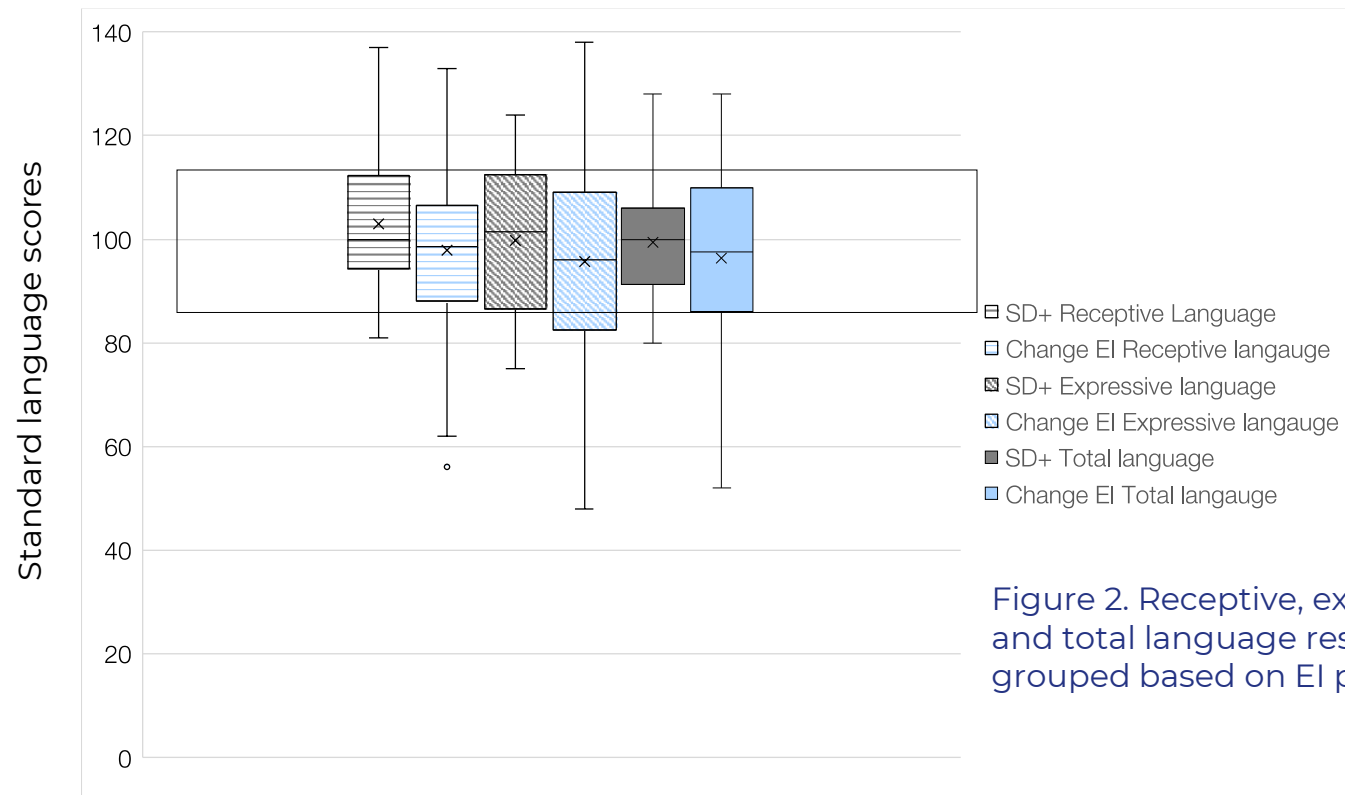 Standard language scores
140
120
100
80
60
40
20
0
SD+ Receptive Language
Change EI Receptive langauge
SD+ Expressive language
Change EI Expressive langauge
SD+ Total language
Change EI Total langauge
Figure 2. Receptive,
and total language
grouped based on EI